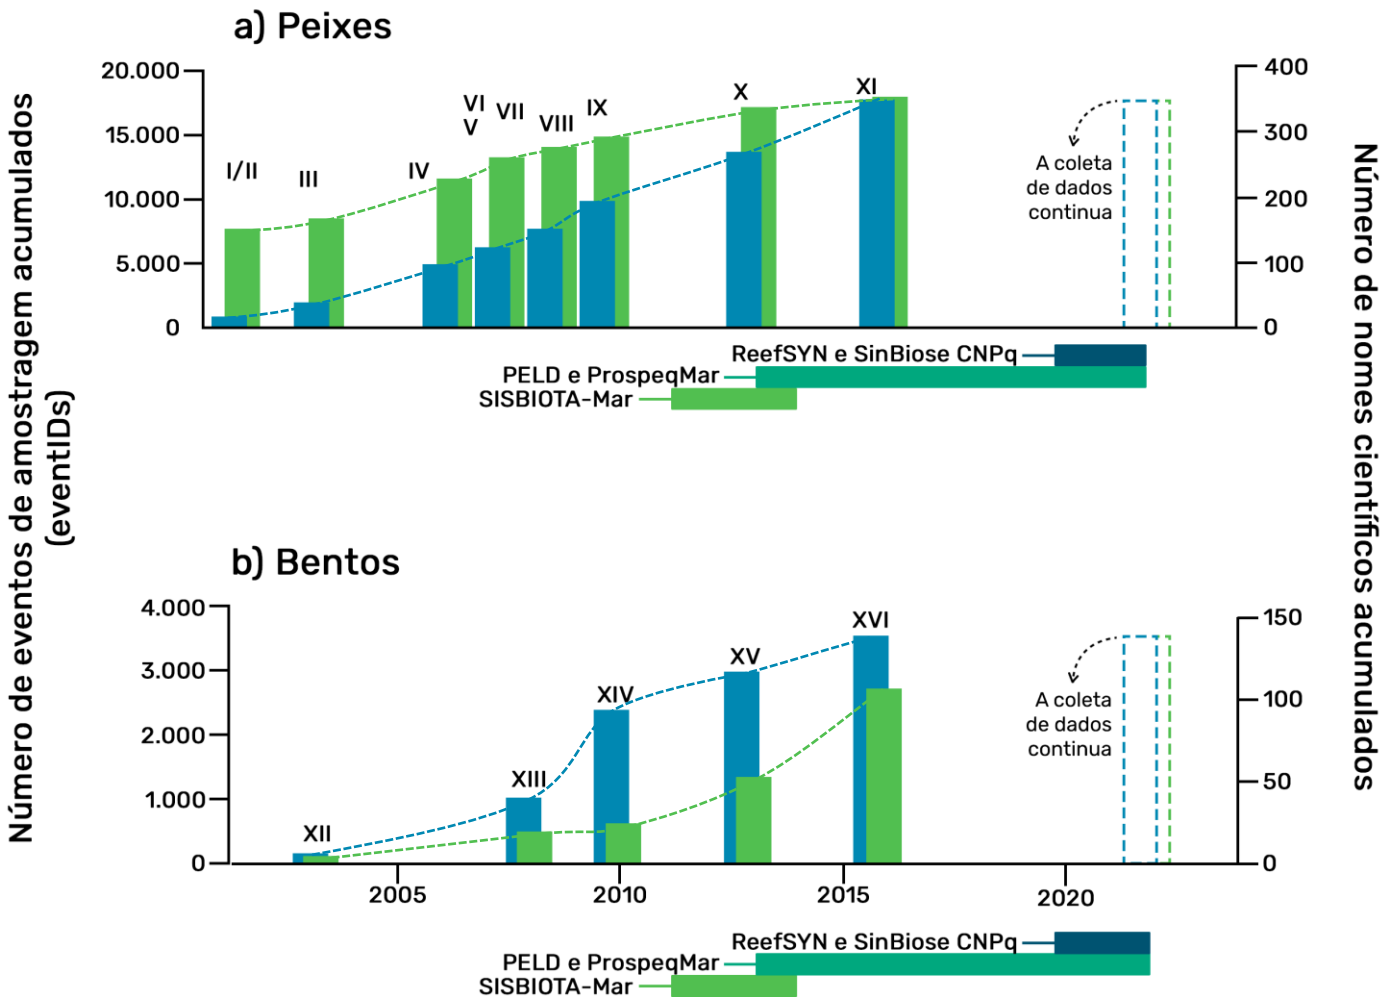 a) Peixes
Número de eventos de amostragem acumulados
(eventIDs)
Número de nomes científicos acumulados
20.000
15.000
10.000
5.000
0
400
300
200
100
0
I/II
III
IV
VI
V
VII
VIII
IX
X
XI
A coleta
de dados
continua
ReefSYN e SinBiose CNPq
PELD e ProspeqMar
SISBIOTA-Mar
b) Bentos
4.000
3.000
2.000
1.000
0
150
100
50
0
XII
XIII
XIV
XV
XVI
A coleta
de dados
continua
2005
2010
2015
2020
ReefSYN e SinBiose CNPq
PELD e ProspeqMar
SISBIOTA-Mar